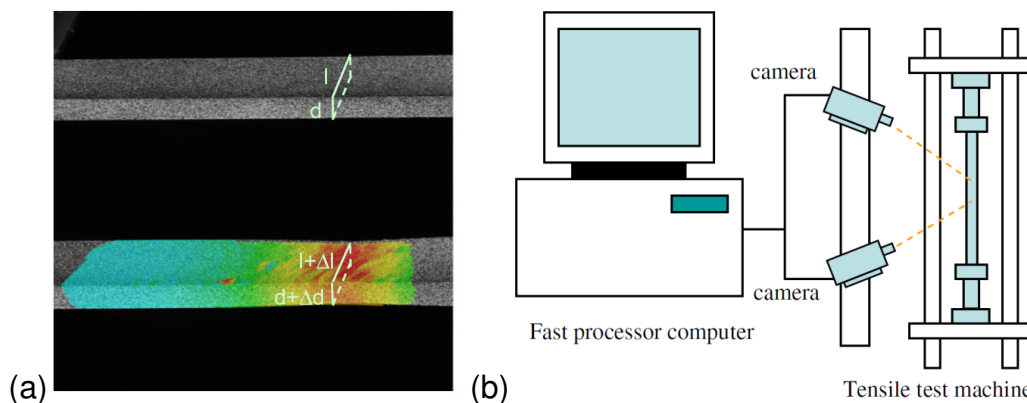 l
d
l+Δl
d+Δd
(a)
camera
camera
Fast processor computer
Tensile test machine
(b)